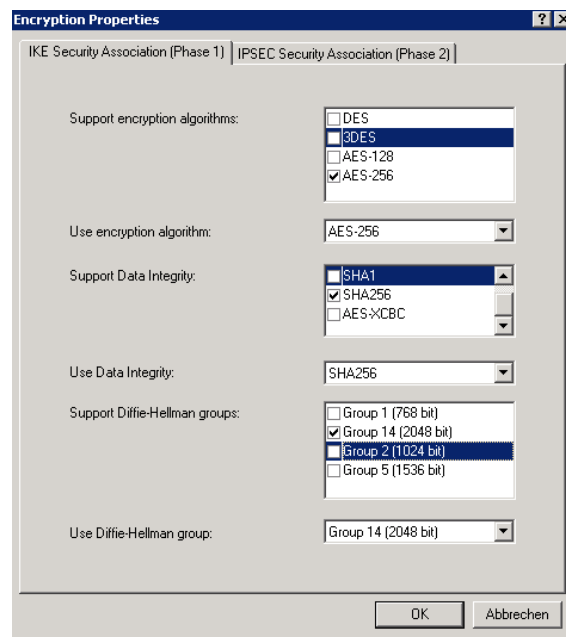 Encryption Properties
IKE Security Association (Phase 1)
IPSEC Security Association (Phase 2)
Support encryption algorithms:
DES
3DES
AES-128
AES-256
Use encryption algorithm:
AES-256
Support Data Integrity:
SHA1
SHA256
AES-XCBC
Use Data Integrity:
SHA256
Support Diffie-Hellman groups:
Group 1 (768 bit)
Group 14 (2048 bit)
Group 2 (1024 bit)
Group 5 (1536 bit)
Use Diffie-Hellman group:
Group 14 (2048 bit)
OK
Abbrechen